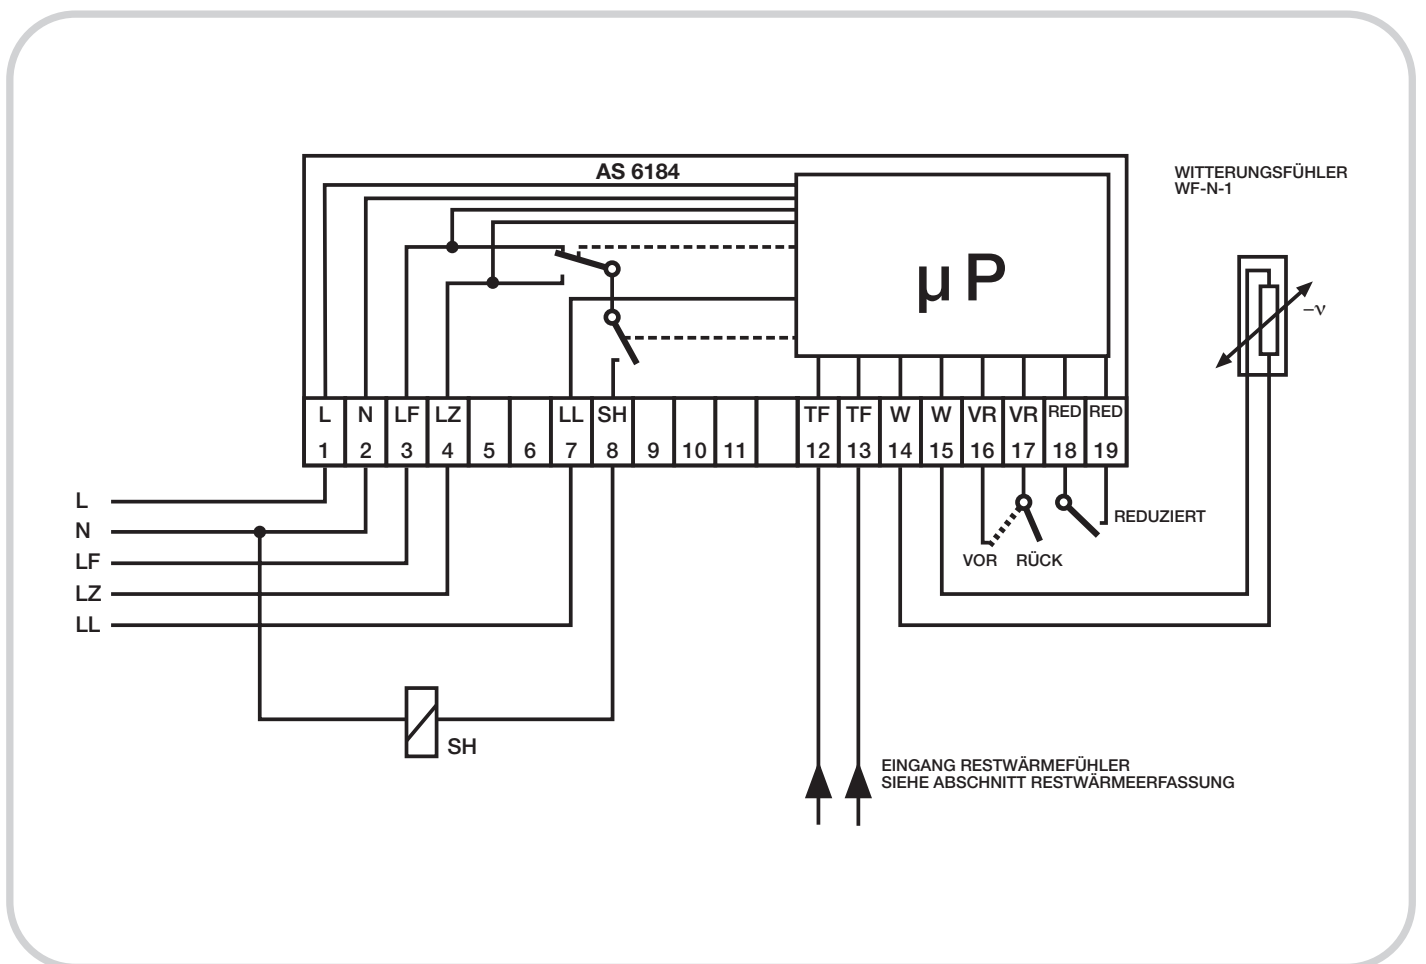 AS 6184
WITTERUNGSFÜHLER
WF-N-1
µ P
–ν
L N LF LZ LL SH TF TF W W VR VR RED RED
1 2 3 4 5 6 7 8 9 10 11 12 13 14 15 16 17 18 19
L
N
LF
LZ
LL
REDUZIERT
VOR RÜCK
SH
EINGANG RESTWÄRMEFÜHLER
SIEHE ABSCHNITT RESTWÄRMEERFASSUNG